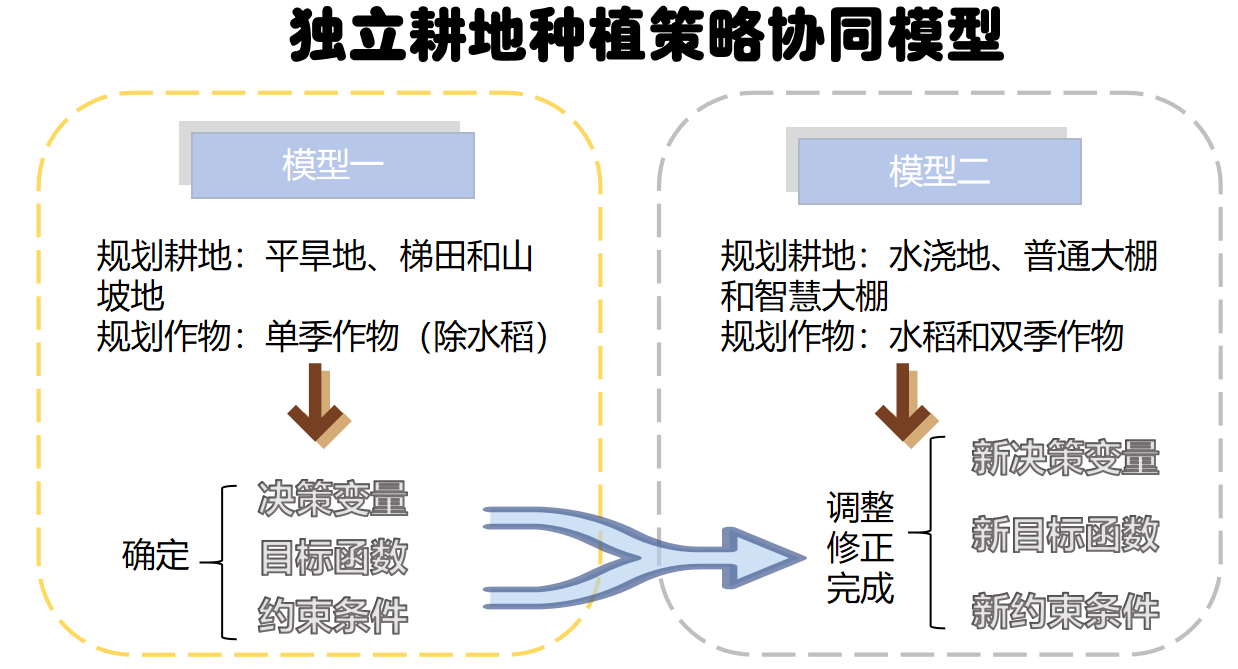 独立耕地种植策略协同模型
模型一
规划耕地：平旱地、梯田和山
坡地
规划作物：单季作物（除水稻）
确定
决策变量
目标函数
约束条件
模型二
规划耕地：水浇地、普通大棚
和智慧大棚
规划作物：水稻和双季作物
调整
修正
完成
新决策变量
新目标函数
新约束条件